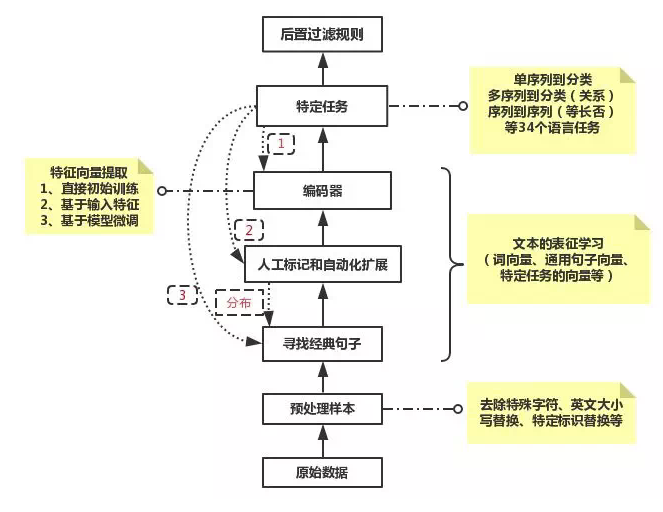 后置过滤规则
特定任务
单序列到分类
多序列到分类（关系）
序列到序列（等长否）
等34个语言任务
1
特征向量提取
1、直接初始训练
2、基于输入特征
3、基于模型微调
编码器
2
人工标记和自动化扩展
文本的表征学习
（词向量、通用句子向量、
特定任务的向量等）
3
分布
寻找经典句子
预处理样本
去除特殊字符、英文大小
写替换、特定标识替换等
原始数据